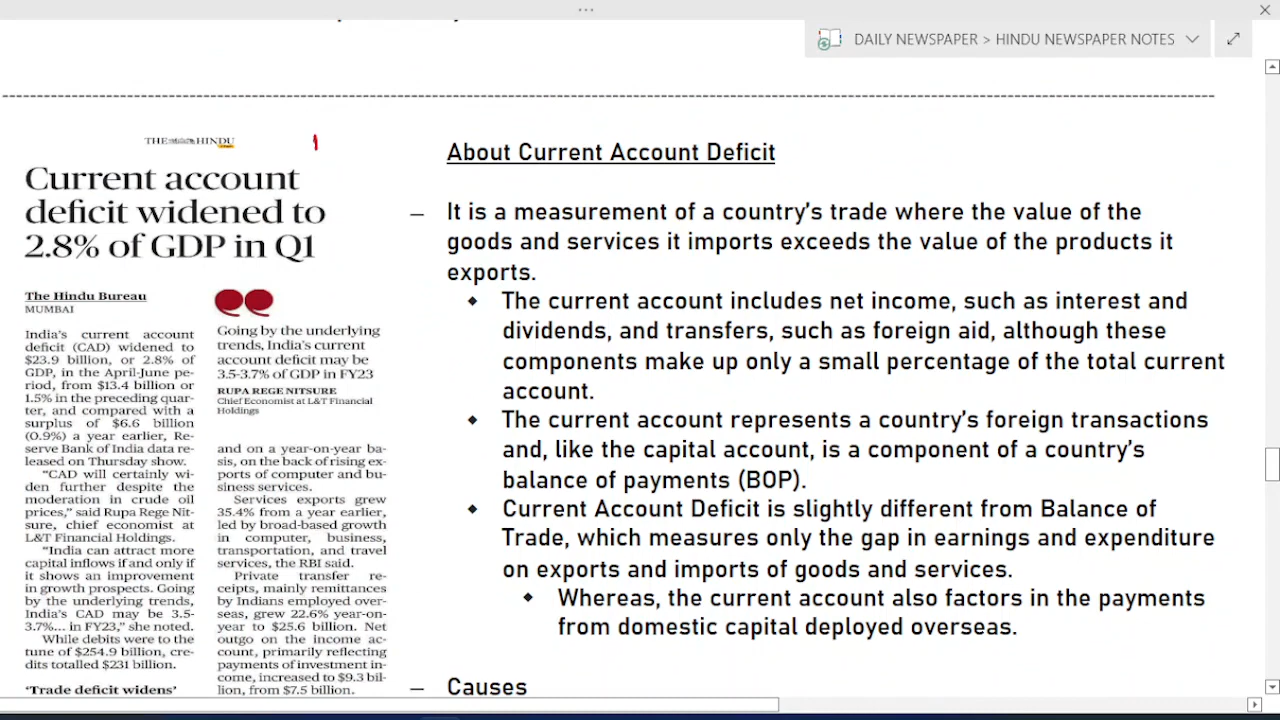 DAILY NEWSPAPER > HINDU NEWSPAPER NOTES
THE HINDU
Current account
deficit widened to
2.8% of GDP in Q1
The Hindu Bureau
MUMBAI
India's current account
deficit (CAD) widened to
$23.9 billion, or 2.8% of
GDP, in the April-June pe-
riod, from $13.4 billion or
1.5% in the preceding quar-
ter, and compared with a
surplus of $6.6 billion
(0.9%) a year earlier, Re-
serve Bank of India data re-
leased on Thursday show.
"CAD will certainly wi-
den further despite the
moderation in crude oil
prices," said Rupa Rege Nit-
sure, chief economist at
L&T Financial Holdings.
"India can attract more
capital inflows if and only if
it shows an improvement
in growth prospects. Going
by the underlying trends,
India's CAD may be 3.5-
3.7%... in FY23," she noted.
While debits were to the
tune of $254.9 billion, cre-
dits totalled $231 billion.
'Trade deficit widens'
Going by the underlying
trends, India's current
account deficit may be
3.5-3.7% of GDP in FY23
RUPA REGE NITSURE
Chief Economist at L&T Financial
Holdings
and on a year-on-year ba-
sis, on the back of rising ex-
ports of computer and bu-
siness services.
Services exports grew
35.4% from a year earlier,
led by broad-based growth
in computer, business,
transportation, and travel
services, the RBI said.
Private transfer re-
ceipts, mainly remittances
by Indians employed over-
seas, grew 22.6% year-on-
year to $25.6 billion. Net
outgo on the income ac-
count, primarily reflecting
payments of investment in-
come, increased to $9.3 bil-
lion, from $7.5 billion.
About Current Account Deficit
– It is a measurement of a country's trade where the value of the
goods and services it imports exceeds the value of the products it
exports.
◆ The current account includes net income, such as interest and
dividends, and transfers, such as foreign aid, although these
components make up only a small percentage of the total current
account.
◆ The current account represents a country's foreign transactions
and, like the capital account, is a component of a country's
balance of payments (BOP).
◆ Current Account Deficit is slightly different from Balance of
Trade, which measures only the gap in earnings and expenditure
on exports and imports of goods and services.
◆ Whereas, the current account also factors in the payments
from domestic capital deployed overseas.
– Causes